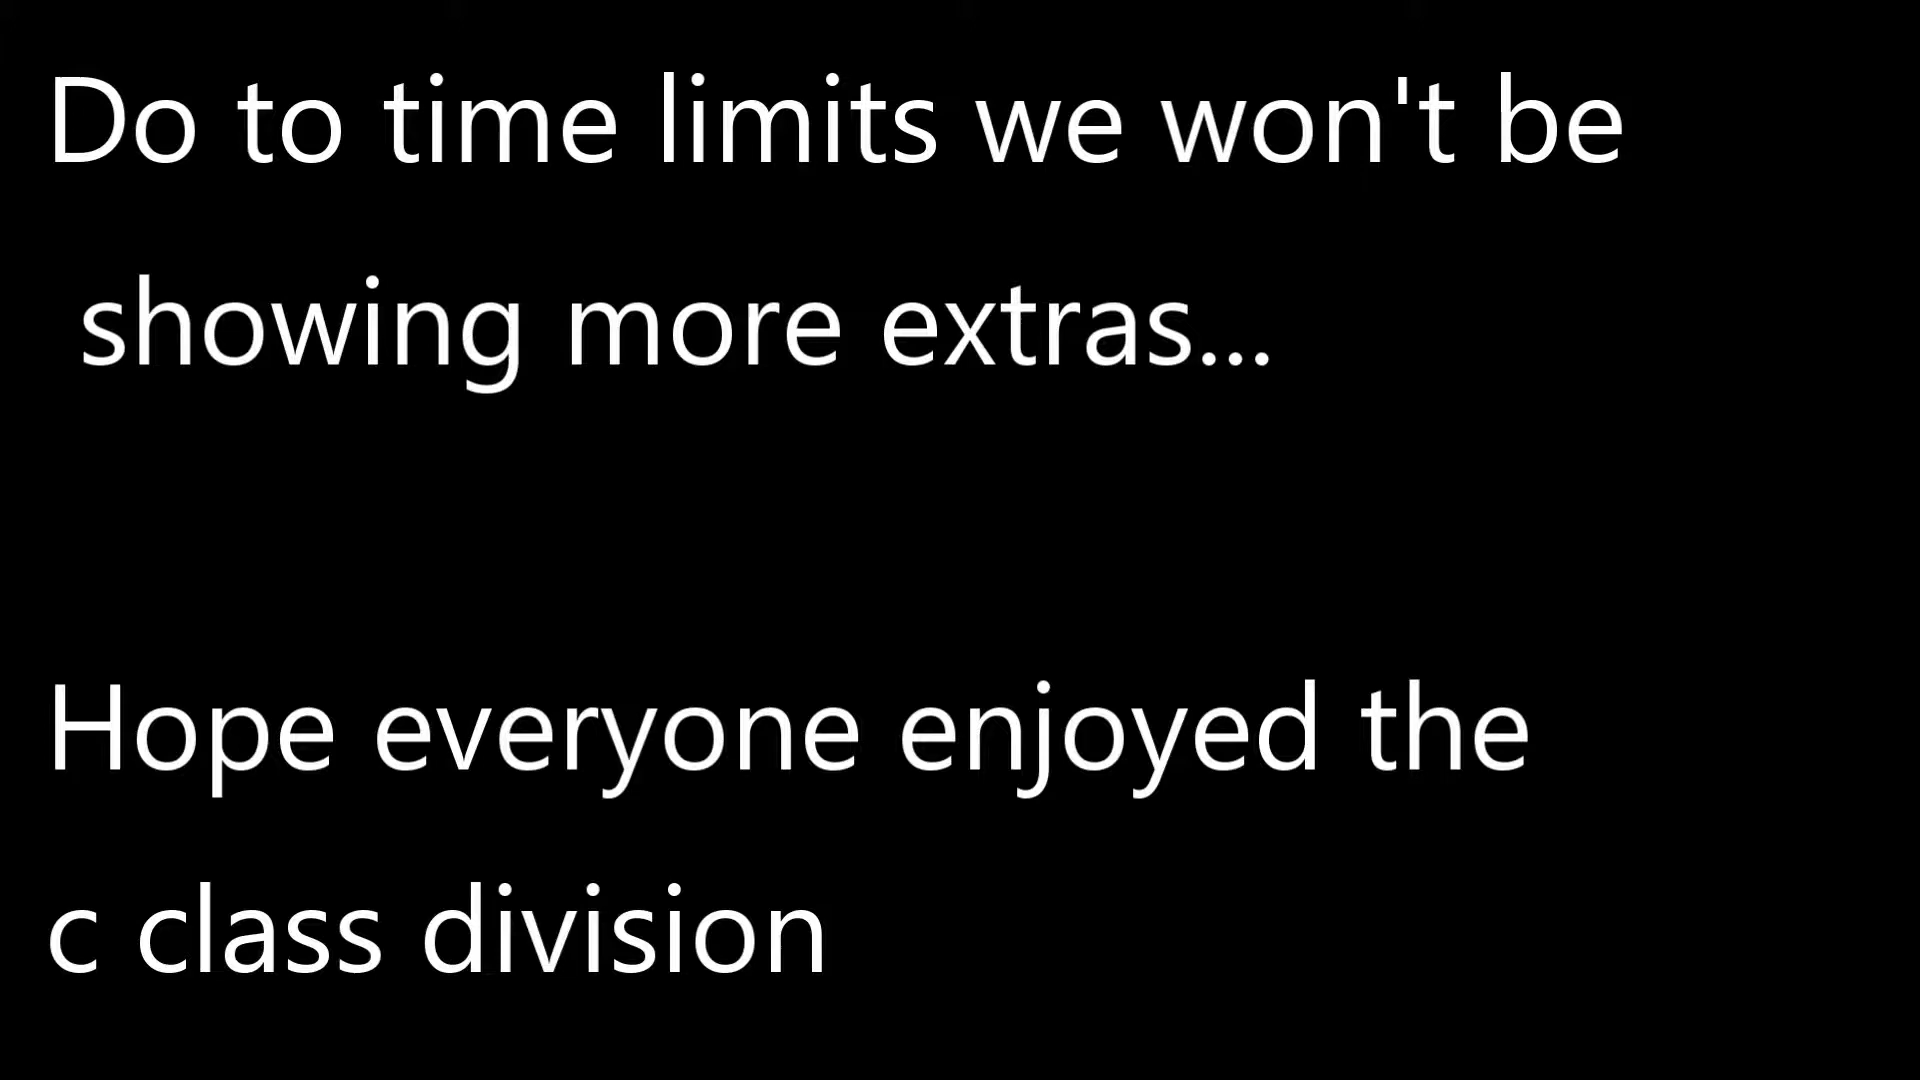 Do to time limits we won't be
showing more extras...
Hope everyone enjoyed the
c class division